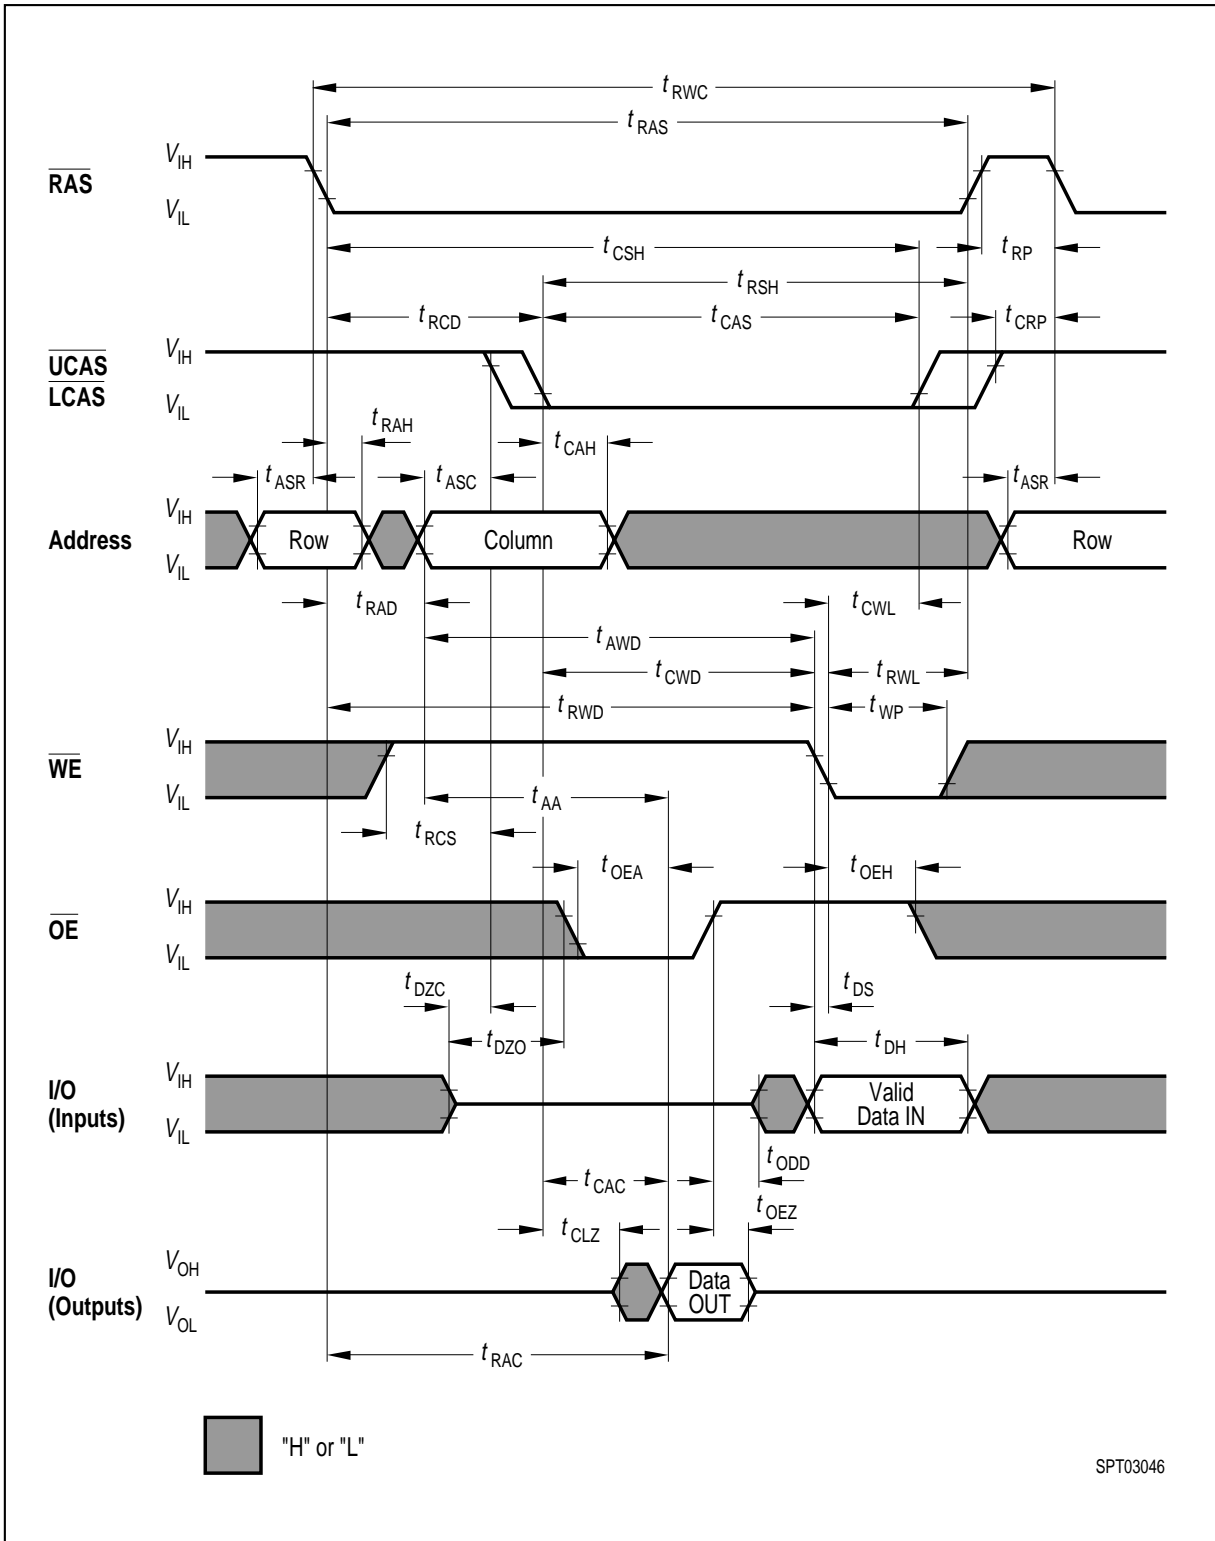 tRWC
tRAS
VIH
RAS
VIL
tCSH
tRP
tRSH
tRCD
tCAS
tCRP
VIH
UCAS
LCAS
VIL
tRAH
tCAH
tASR
tASC
tASR
VIH
Address
Row
Column
Row
VIL
tRAD
tCWL
tAWD
tCWD
tRWL
tRWD
tWP
VIH
WE
VIL
tAA
tRCS
tOEA
tOEH
VIH
OE
VIL
tDZC
tDS
tDZO
tDH
VIH
I/O
(Inputs)
Valid
Data IN
VIL
tODD
tCAC
tOEZ
tCLZ
VOH
I/O
(Outputs)
Data
OUT
VOL
tRAC
"H" or "L"
SPT03046